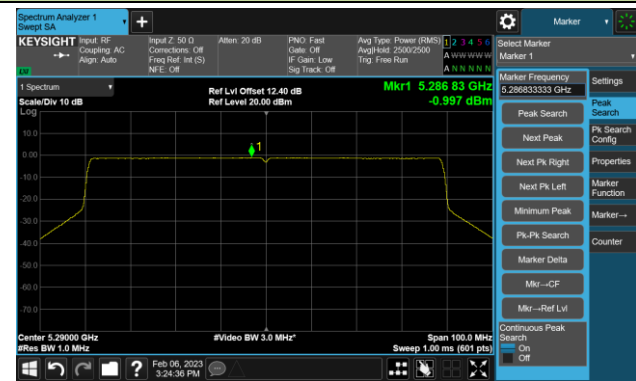 Spectrum Analyzer 1
Swept SA
Marker
KEYSIGHT
Input: RF
Coupling: AC
Align: Auto
Input Z: 50 Ω
Corrections: Off
Freq Ref: Int (S)
NFE: Off
Atten: 20 dB
PNO: Fast
Gate: Off
IF Gain: Low
Sig Track: Off
Avg Type: Power (RMS)
Avg|Hold: 2500/2500
Trig: Free Run
1 2 3 4 5 6
A W W W W W
A N N N N N
Select Marker
Marker 1
1 Spectrum
Scale/Div 10 dB
Log
Ref Lvl Offset 12.40 dB
Ref Level 20.00 dBm
Mkr1 5.286 83 GHz
-0.997 dBm
10.0
0.00
-10.0
-20.0
-30.0
-40.0
-50.0
-60.0
-70.0
1
Center 5.29000 GHz
#Res BW 1.0 MHz
#Video BW 3.0 MHz*
Span 100.0 MHz
Sweep 1.00 ms (601 pts)
Marker Frequency
5.286833333 GHz
Peak Search
Next Peak
Next Pk Right
Next Pk Left
Minimum Peak
Pk-Pk Search
Marker Delta
Mkr→CF
Mkr→Ref Lvl
Continuous Peak
Search
On
Off
Settings
Peak
Search
Pk Search
Config
Properties
Marker
Function
Marker→
Counter
?
Feb 06, 2023
3:24:36 PM